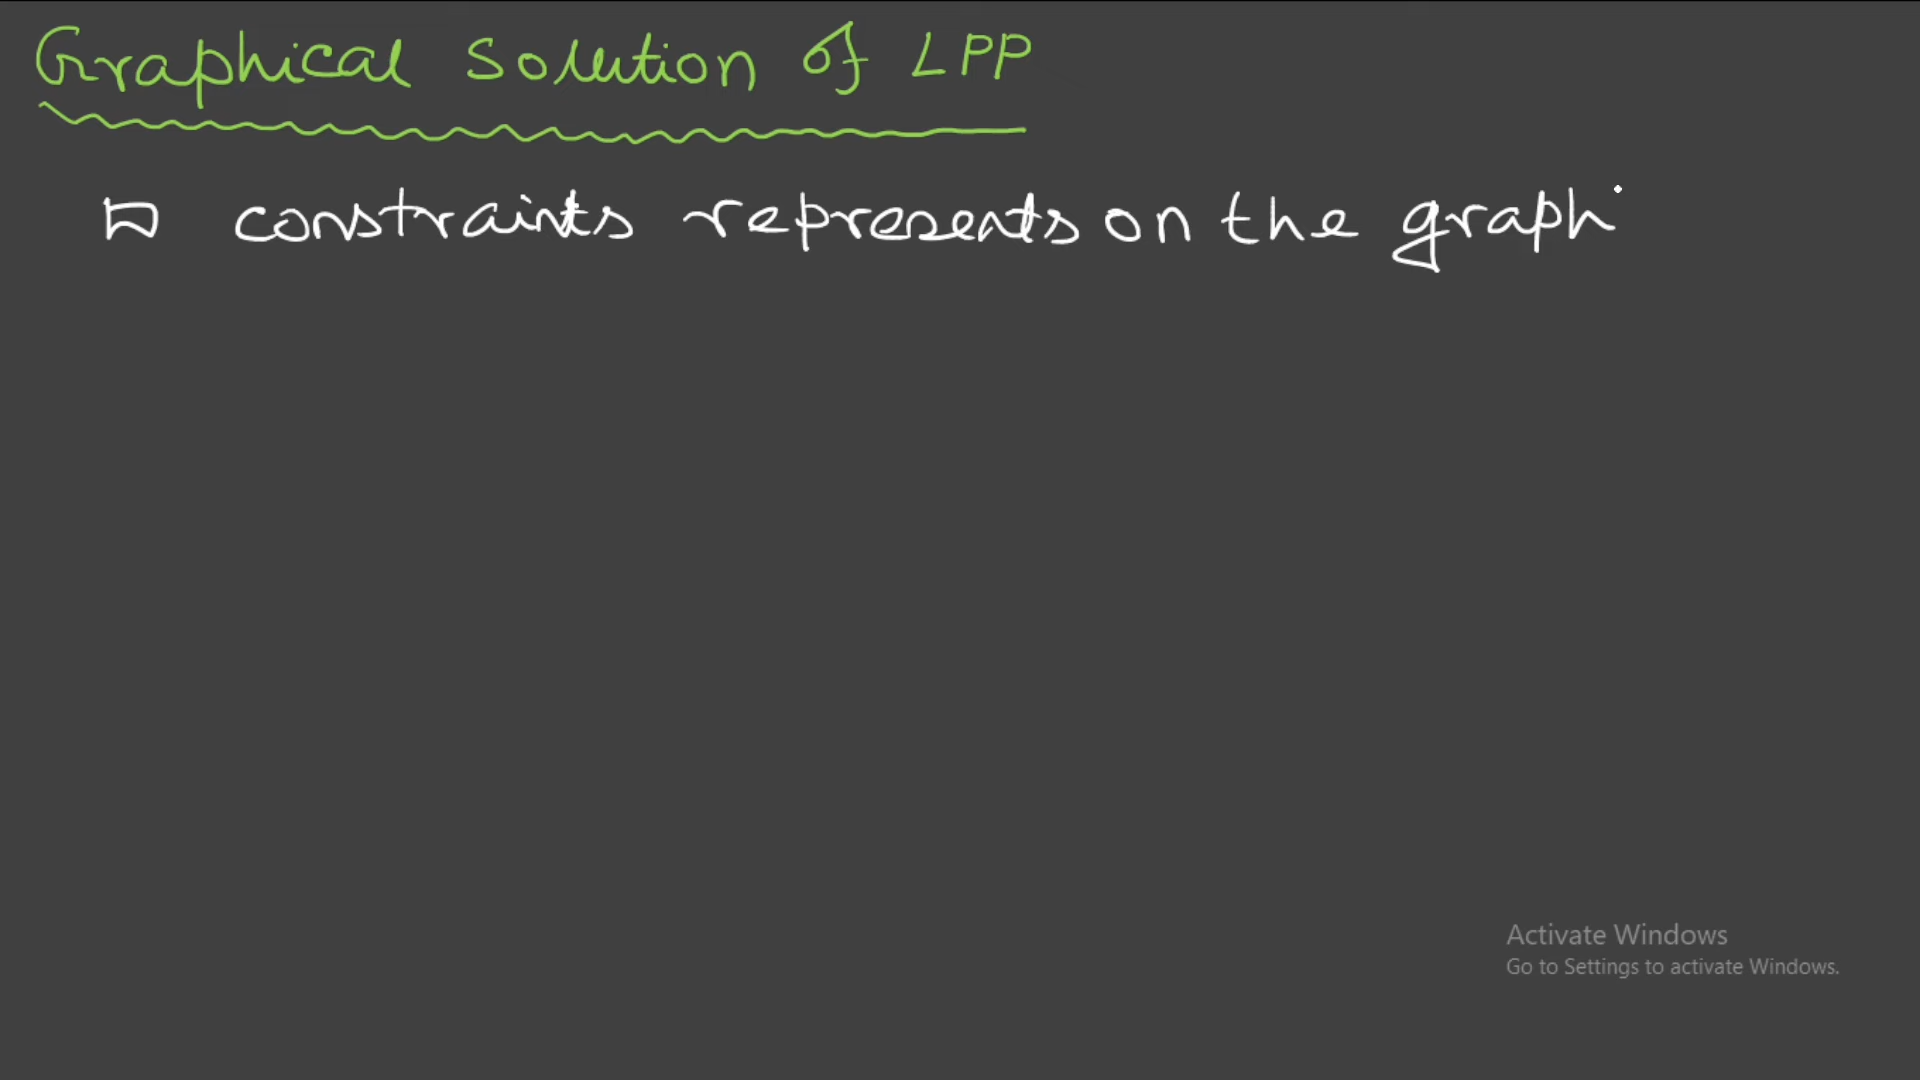 Graphical Solution of LPP
constraints represents on the graph
Activate Windows
Go to Settings to activate Windows.